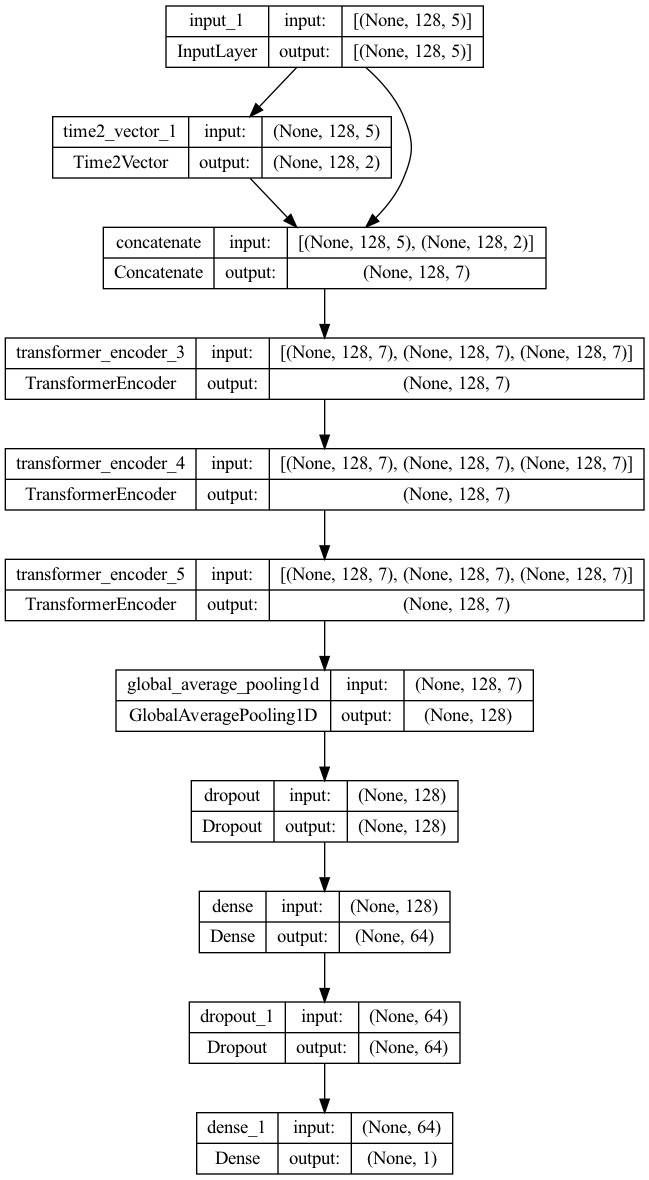 input_1 input: [(None, 128, 5)]
InputLayer output: [(None, 128, 5)]
time2_vector_1 input: (None, 128, 5)
Time2Vector output: (None, 128, 2)
concatenate input: [(None, 128, 5), (None, 128, 2)]
Concatenate output: (None, 128, 7)
transformer_encoder_3 input: [(None, 128, 7), (None, 128, 7), (None, 128, 7)]
TransformerEncoder output: (None, 128, 7)
transformer_encoder_4 input: [(None, 128, 7), (None, 128, 7), (None, 128, 7)]
TransformerEncoder output: (None, 128, 7)
transformer_encoder_5 input: [(None, 128, 7), (None, 128, 7), (None, 128, 7)]
TransformerEncoder output: (None, 128, 7)
global_average_pooling1d input: (None, 128, 7)
GlobalAveragePooling1D output: (None, 128)
dropout input: (None, 128)
Dropout output: (None, 128)
dense input: (None, 128)
Dense output: (None, 64)
dropout_1 input: (None, 64)
Dropout output: (None, 64)
dense_1 input: (None, 64)
Dense output: (None, 1)